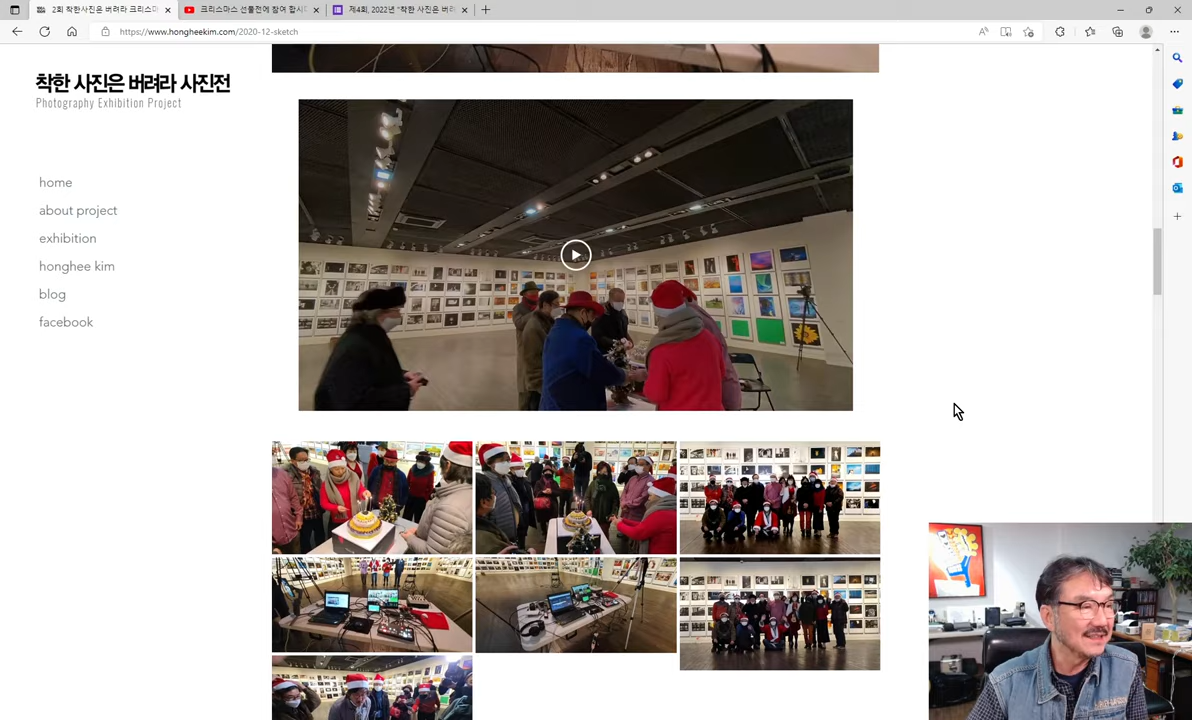 2회 착한사진은 버려라 크리스마
크리스마스 선물전에 참여 합시다
제4회, 2022년 "착한 사진은 버려
https://www.hongheekim.com/2020-12-sketch
착한 사진은 버려라 사진전
Photography Exhibition Project
home
about project
exhibition
honghee kim
blog
facebook